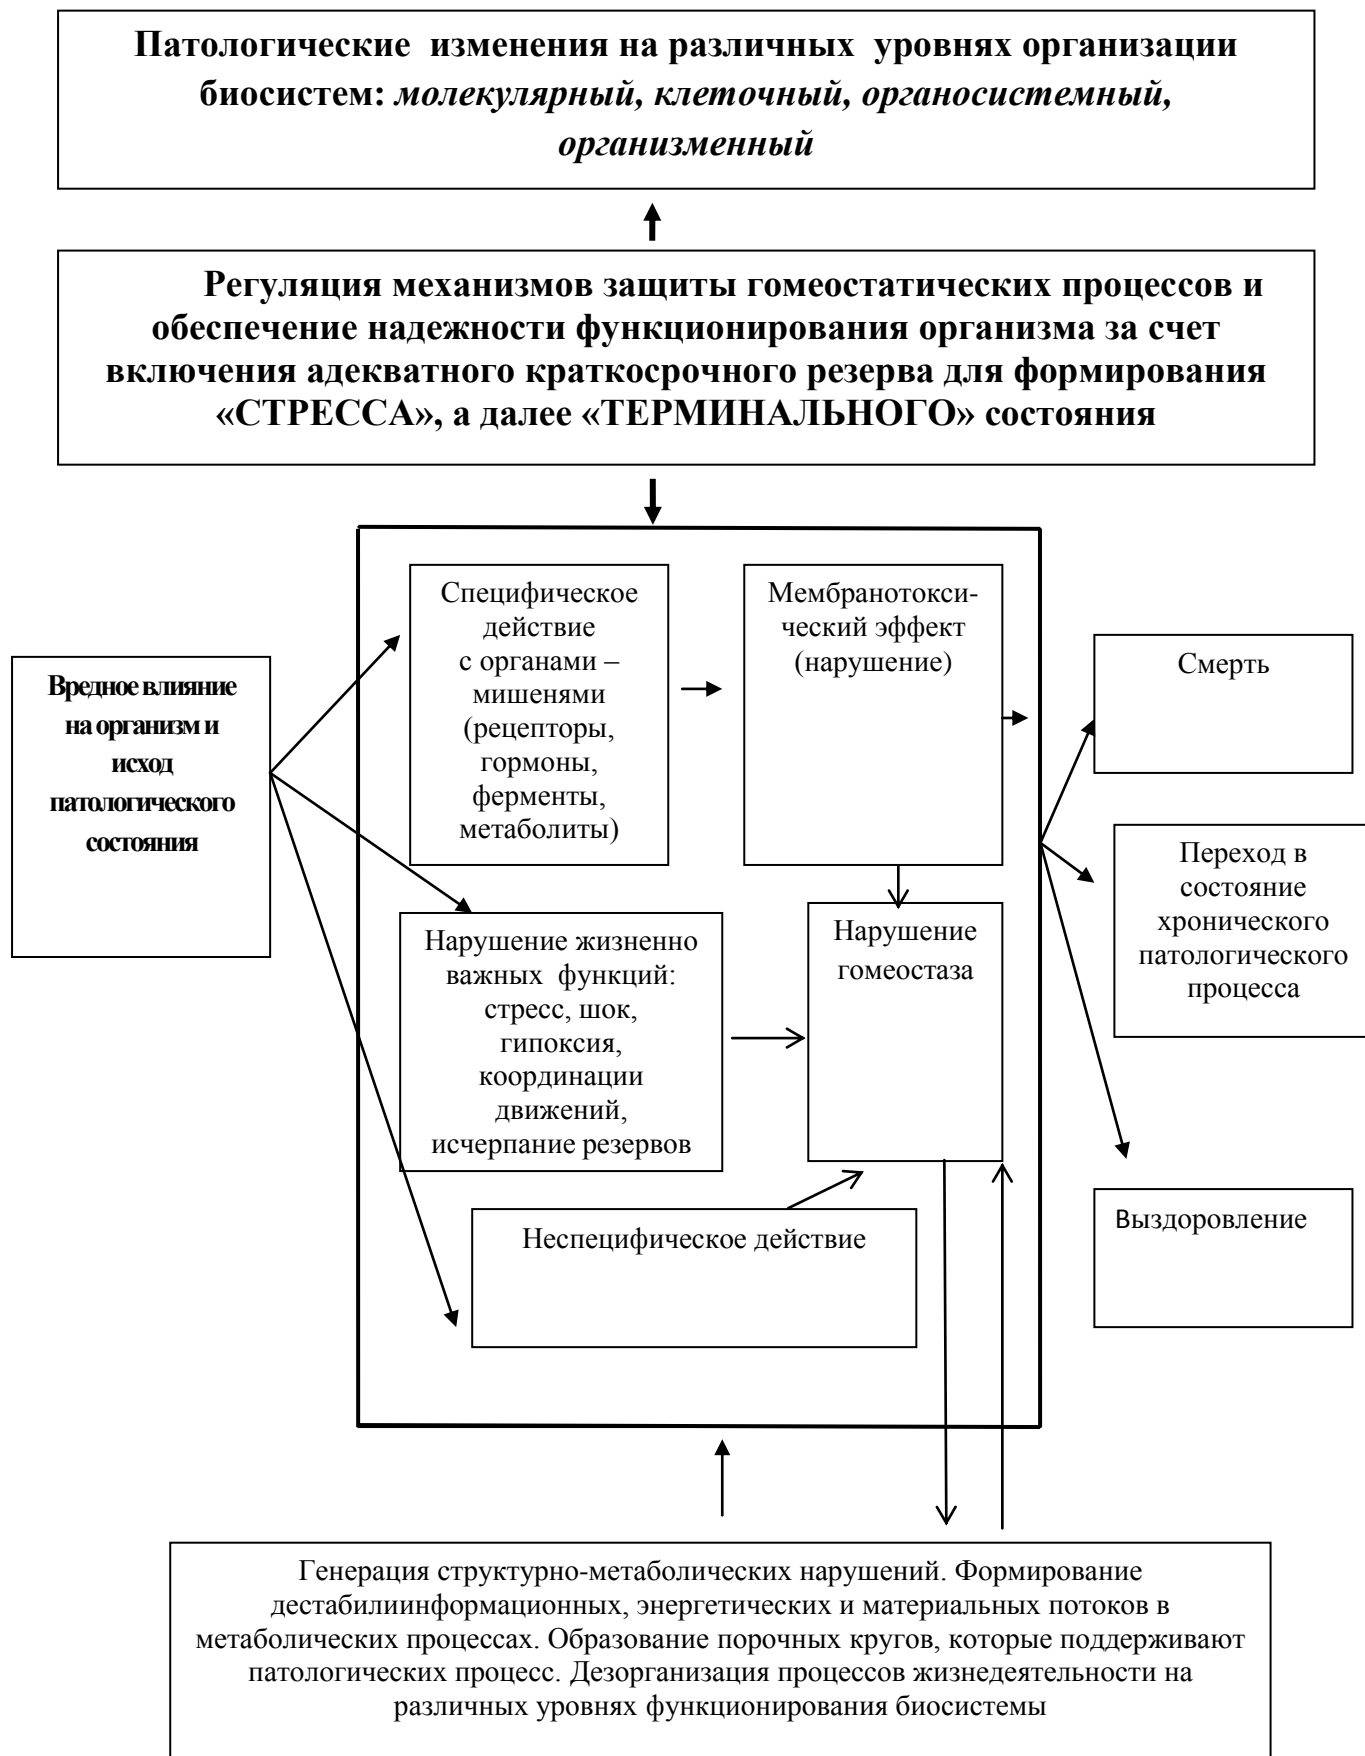 Патологические изменения на различных уровнях организации
биосистем: молекулярный, клеточный, органосистемный,
организменный
Регуляция механизмов защиты гомеостатических процессов и
обеспечение надежности функционирования организма за счет
включения адекватного краткосрочного резерва для формирования
«СТРЕССА», а далее «ТЕРМИНАЛЬНОГО» состояния
Вредное влияние
на организм и
исход
патологического
состояния
Специфическое
действие
с органами –
мишенями
(рецепторы,
гормоны,
ферменты,
метаболиты)
Мембранотокси-
ческий эффект
(нарушение)
Нарушение жизненно
важных функций:
стресс, шок,
гипоксия,
координации
движений,
исчерпание резервов
Нарушение
гомеостаза
Неспецифическое действие
Смерть
Переход в
состояние
хронического
патологического
процесса
Выздоровление
Генерация структурно-метаболических нарушений. Формирование
дестабилиинформационных, энергетических и материальных потоков в
метаболических процессах. Образование порочных кругов, которые поддерживают
патологических процесс. Дезорганизация процессов жизнедеятельности на
различных уровнях функционирования биосистемы